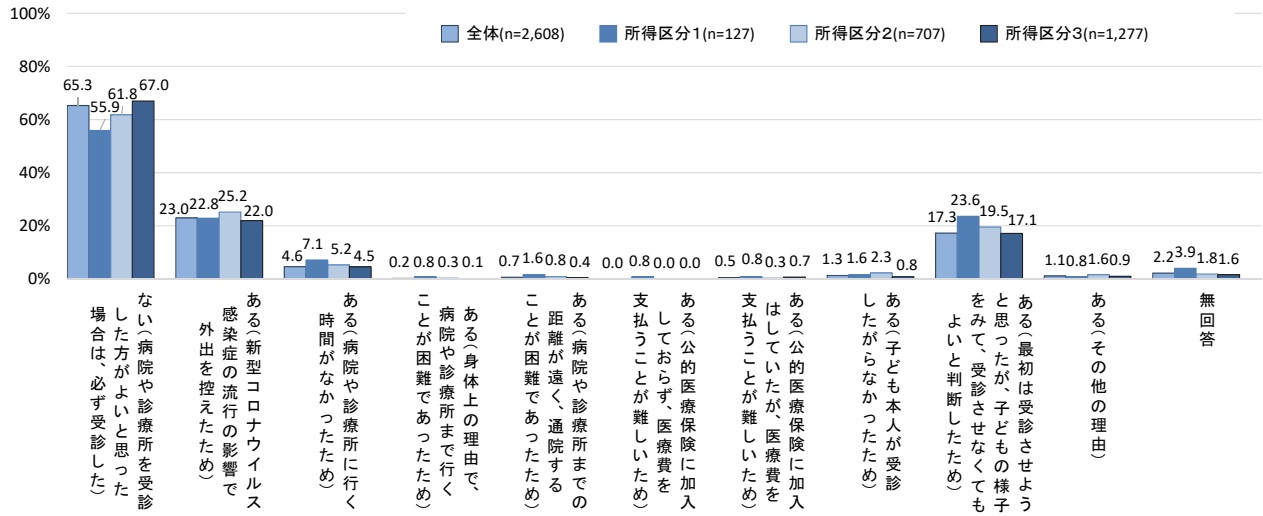 100%
80%
60%
40%
20%
0%
全体(n=2,608)
所得区分1(n=127)
所得区分2(n=707)
所得区分3(n=1,277)
65.3
55.9
61.8
67.0
23.0
22.8
25.2
22.0
4.6
7.1
5.2
4.5
0.2
0.8
0.3
0.1
0.7
1.6
0.8
0.4
0.0
0.8
0.0
0.0
0.5
0.8
0.3
0.7
1.3
1.6
2.3
0.8
17.3
23.6
19.5
17.1
1.1
0.8
1.6
0.9
2.2
3.9
1.8
1.6
ない(病院や診療所を受診
した方がよいと思った
場合は、必ず受診した)
ある(新型コロナウイルス
感染症の流行の影響で
外出を控えたため)
ある(病院や診療所に行く
時間がなかったため)
ある(身体上の理由で、
病院や診療所まで行く
ことが困難であったため)
ある(病院や診療所までの
距離が遠く、通院する
ことが困難であったため)
ある(公的医療保険に加入
しておらず、医療費を
支払うことが難しいため)
ある(公的医療保険に加入
はしていたが、医療費を
支払うことが難しいため)
ある(子ども本人が受診
したがらなかったため)
ある(最初は受診させよう
と思ったが、子どもの様子
をみて、受診させなくても
よいと判断したため)
ある(その他の理由)
無回答